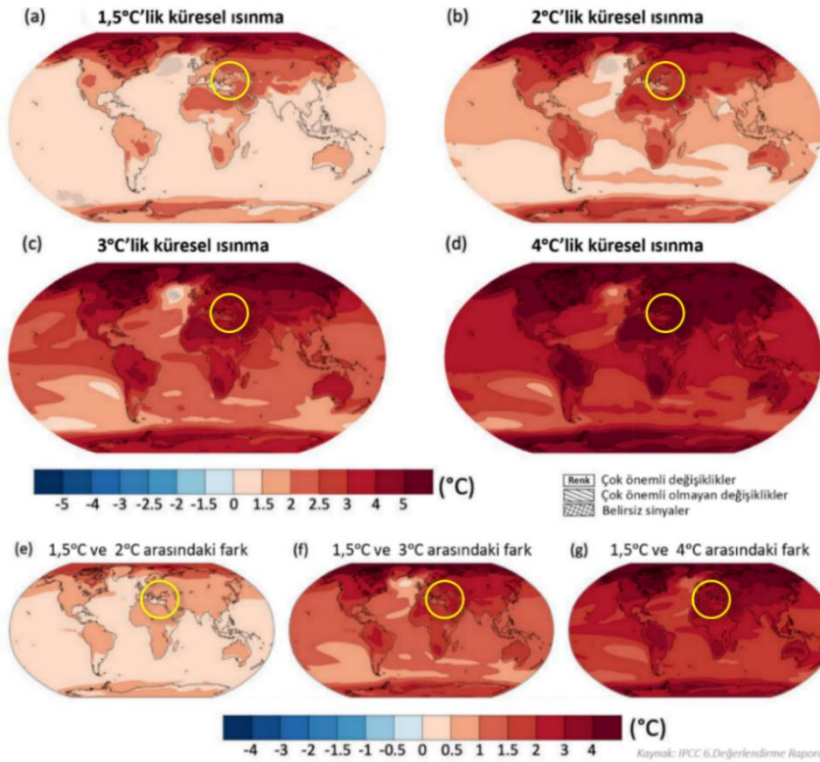 (a) 1,5°C'lik küresel ısınma
(b) 2°C'lik küresel ısınma
(c) 3°C'lik küresel ısınma
(d) 4°C'lik küresel ısınma
-5 -4 -3 -2.5 -2 -1.5 0 1.5 2 2.5 3 4 5 (°C)
Renk Çok önemli değişiklikler
Çok önemli olmayan değişiklikler
Belirsiz sinyaler
(e) 1,5°C ve 2°C arasındaki fark
(f) 1,5°C ve 3°C arasındaki fark
(g) 1,5°C ve 4°C arasındaki fark
-4 -3 -2 -1.5 -1 -0.5 0 0.5 1 1.5 2 3 4 (°C)
Kaynak: IPCC 6.Değerlendirme Rapor